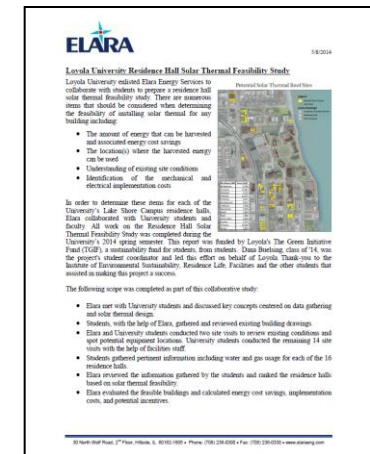 ELARA
5/8/2014
Loyola University Residence Hall Solar Thermal Feasibility Study
Loyola University enlisted Elara Energy Services to
collaborate with students to prepare a residence hall
solar thermal feasibility study. There are numerous
items that should be considered when determining
the feasibility of installing solar thermal for any
building including:
Potential Solar Thermal Roof Sites
• The amount of energy that can be harvested
and associated energy cost savings
• The location(s) where the harvested energy
can be used
• Understanding of existing site conditions
• Identification of the mechanical and
electrical implementation costs
In order to determine these items for each of the
University's Lake Shore Campus residence halls,
Elara collaborated with University students and
faculty. All work on the Residence Hall Solar
Thermal Feasibility Study was completed during the
University's 2014 spring semester. This report was funded by Loyola's The Green Initiative
Fund (TGIF), a sustainability fund for students, from students. Dana Buelsing, class of '14, was
the project's student coordinator and led this effort on behalf of Loyola. Thank-you to the
Institute of Environmental Sustainability, Residence Life, Facilities and the other students that
assisted in making this project a success.
The following scope was completed as part of this collaborative study:
• Elara met with University students and discussed key concepts centered on data gathering
and solar thermal design.
• Students, with the help of Elara, gathered and reviewed existing building drawings.
• Elara and University students conducted two site visits to review existing conditions and
spot potential equipment locations. University students conducted the remaining 14 site
visits with the help of facilities staff.
• Students gathered pertinent information including water and gas usage for each of the 16
residence halls.
• Elara reviewed the information gathered by the students and ranked the residence halls
based on solar thermal feasibility.
• Elara evaluated the feasible buildings and calculated energy cost savings, implementation
costs, and potential incentives.